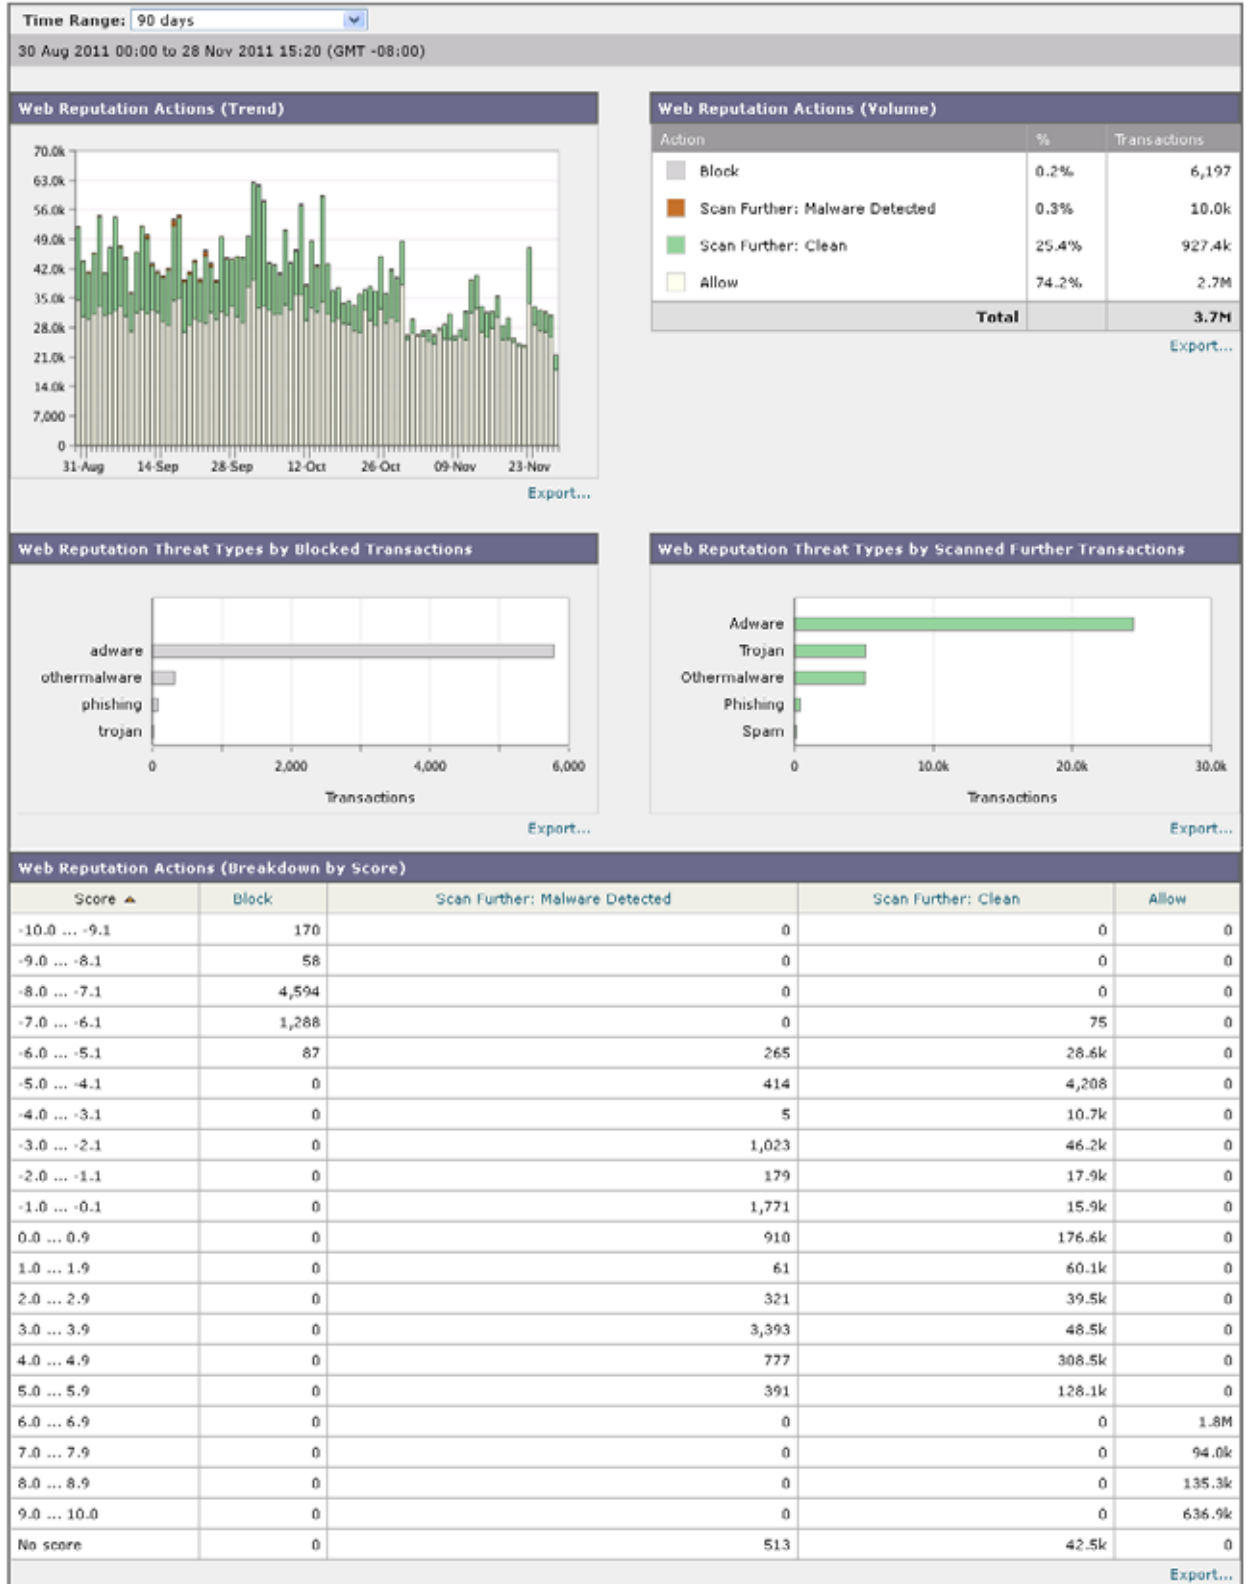 Time Range: 90 days
30 Aug 2011 00:00 to 28 Nov 2011 15:20 (GMT -08:00)
Web Reputation Actions (Trend)
70.0k
63.0k
56.0k
49.0k
42.0k
35.0k
28.0k
21.0k
14.0k
7,000
0
31-Aug 14-Sep 28-Sep 12-Oct 26-Oct 09-Nov 23-Nov
Export...
Web Reputation Actions (Volume)
Action % Transactions
Block 0.2% 6,197
Scan Further: Malware Detected 0.3% 10.0k
Scan Further: Clean 25.4% 927.4k
Allow 74.2% 2.7M
Total 3.7M
Export...
Web Reputation Threat Types by Blocked Transactions
adware
othermalware
phishing
trojan
0 2,000 4,000 6,000
Transactions
Export...
Web Reputation Threat Types by Scanned Further Transactions
Adware
Trojan
Othermalware
Phishing
Spam
0 10.0k 20.0k 30.0k
Transactions
Export...
Web Reputation Actions (Breakdown by Score)
Score Block Scan Further: Malware Detected Scan Further: Clean Allow
-10.0 ... -9.1 170 0 0 0
-9.0 ... -8.1 58 0 0 0
-8.0 ... -7.1 4,594 0 0 0
-7.0 ... -6.1 1,288 0 75 0
-6.0 ... -5.1 87 265 28.6k 0
-5.0 ... -4.1 0 414 4,208 0
-4.0 ... -3.1 0 5 10.7k 0
-3.0 ... -2.1 0 1,023 46.2k 0
-2.0 ... -1.1 0 179 17.9k 0
-1.0 ... -0.1 0 1,771 15.9k 0
0.0 ... 0.9 0 910 176.6k 0
1.0 ... 1.9 0 61 60.1k 0
2.0 ... 2.9 0 321 39.5k 0
3.0 ... 3.9 0 3,393 48.5k 0
4.0 ... 4.9 0 777 308.5k 0
5.0 ... 5.9 0 391 128.1k 0
6.0 ... 6.9 0 0 0 1.8M
7.0 ... 7.9 0 0 0 94.0k
8.0 ... 8.9 0 0 0 135.3k
9.0 ... 10.0 0 0 0 636.9k
No score 0 513 42.5k 0
Export...